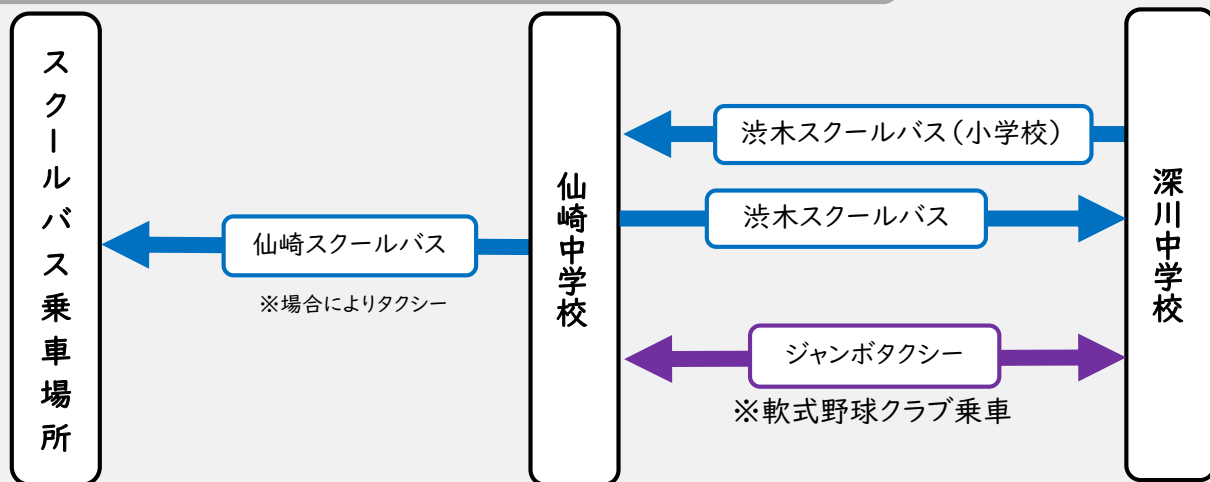 スクールバス乗車場所
仙崎スクールバス
※場合によりタクシー
仙崎中学校
渋木スクールバス(小学校)
渋木スクールバス
ジャンボタクシー
※軟式野球クラブ乗車
深川中学校